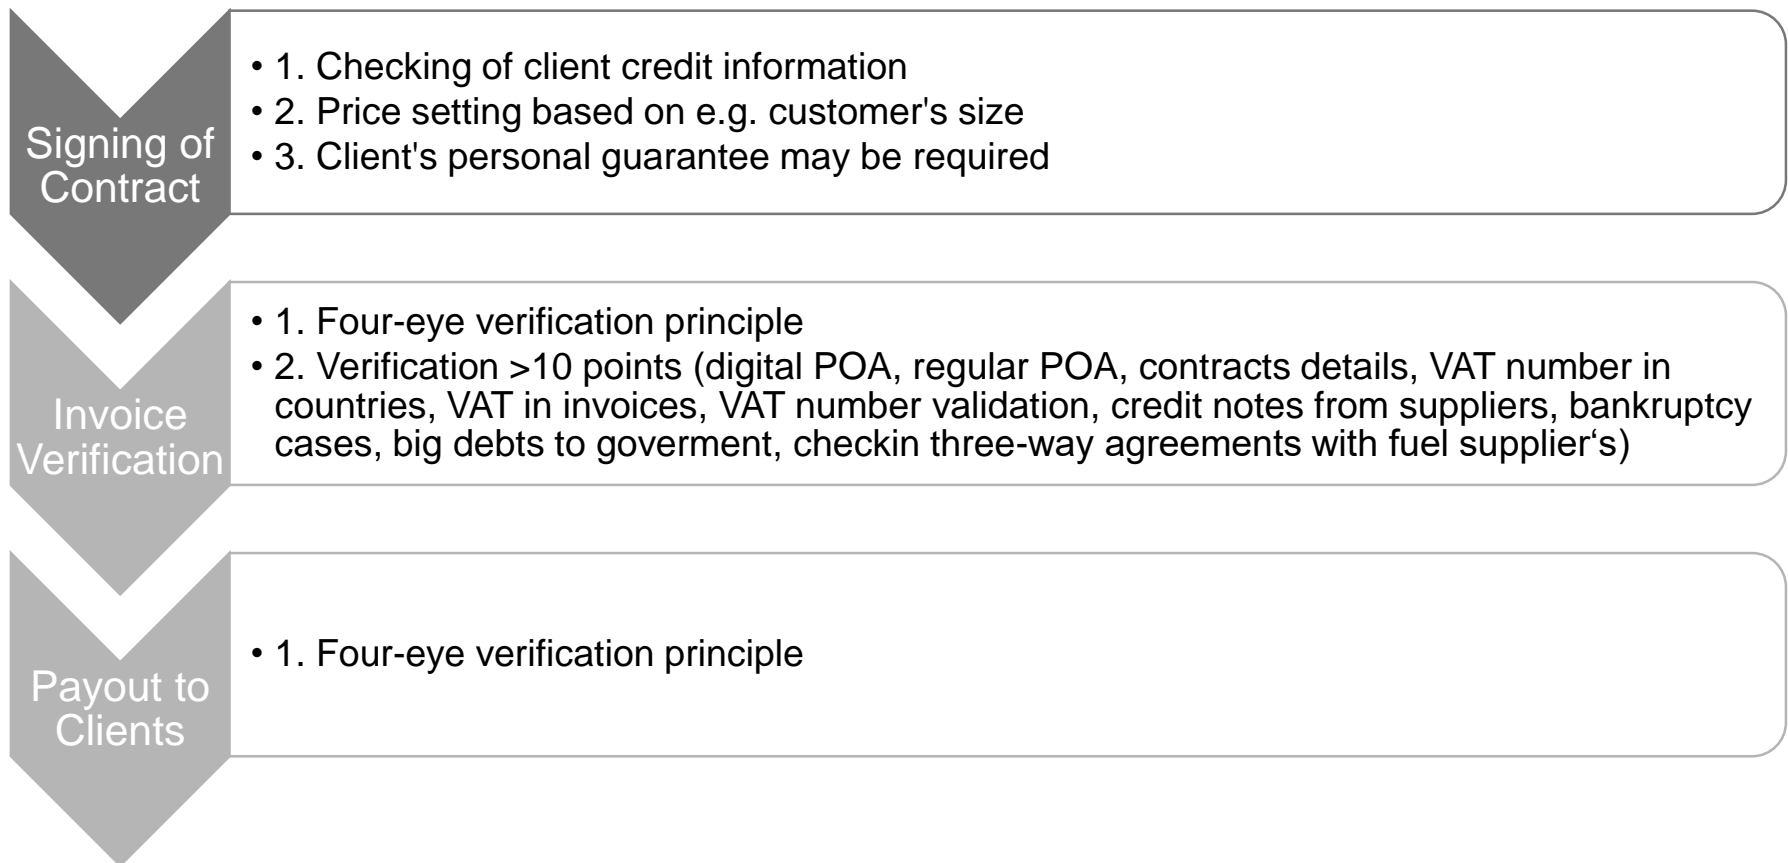 Signing of
Contract
• 1. Checking of client credit information
• 2. Price setting based on e.g. customer's size
• 3. Client's personal guarantee may be required
Invoice
Verification
• 1. Four-eye verification principle
• 2. Verification >10 points (digital POA, regular POA, contracts details, VAT number in
countries, VAT in invoices, VAT number validation, credit notes from suppliers, bankruptcy
cases, big debts to goverment, checkin three-way agreements with fuel supplier‘s)
Payout to
Clients
• 1. Four-eye verification principle